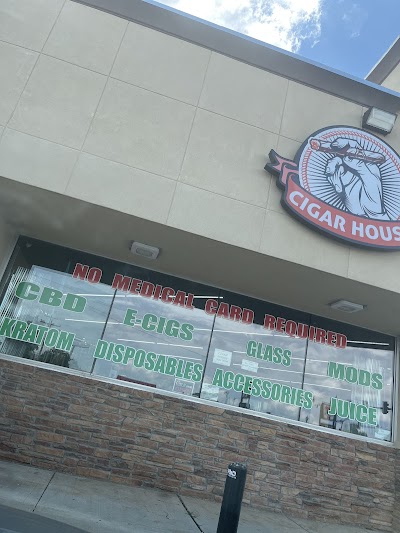 CIGAR HOUS
NO MEDICAL CARD REQUIRED
CBD E-CIGS GLASS MODS
KRATOM DISPOSABLES ACCESSORIES JUICE